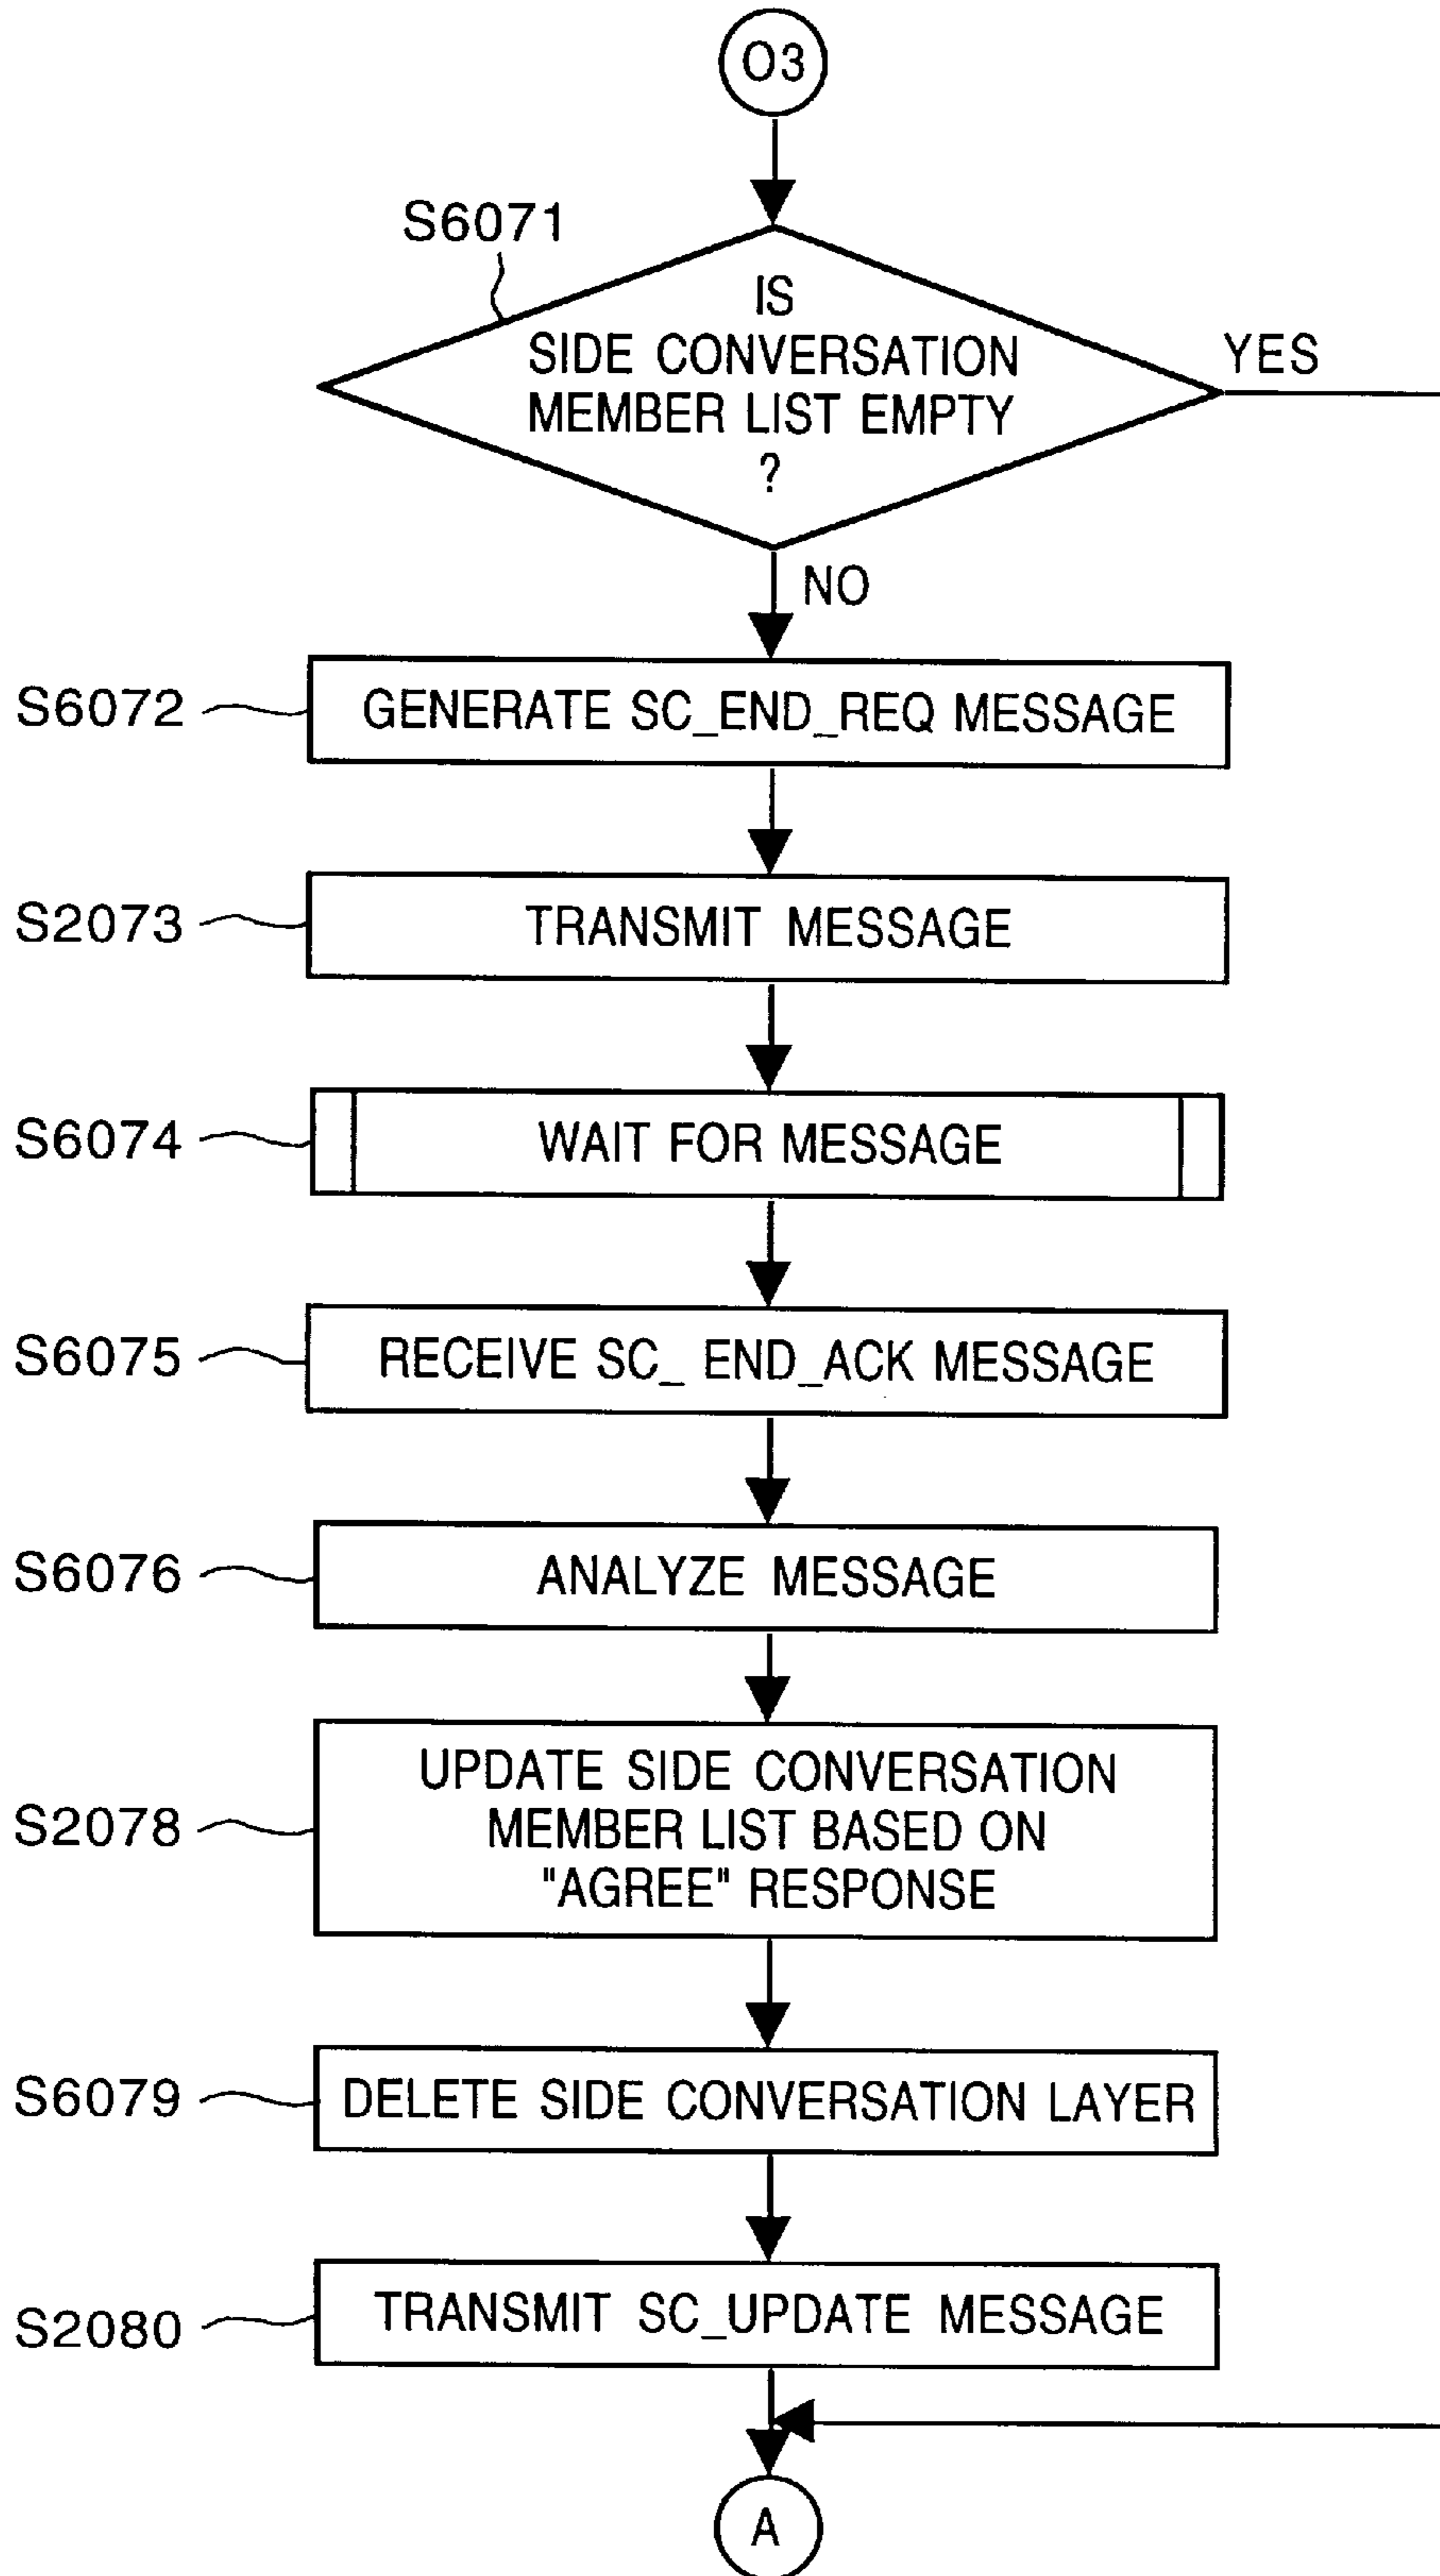 O3
S6071
IS
SIDE CONVERSATION
MEMBER LIST EMPTY
?
YES
NO
S6072
GENERATE SC_END_REQ MESSAGE
S2073
TRANSMIT MESSAGE
S6074
WAIT FOR MESSAGE
S6075
RECEIVE SC_ END_ACK MESSAGE
S6076
ANALYZE MESSAGE
S2078
UPDATE SIDE CONVERSATION
MEMBER LIST BASED ON
"AGREE" RESPONSE
S6079
DELETE SIDE CONVERSATION LAYER
S2080
TRANSMIT SC_UPDATE MESSAGE
A